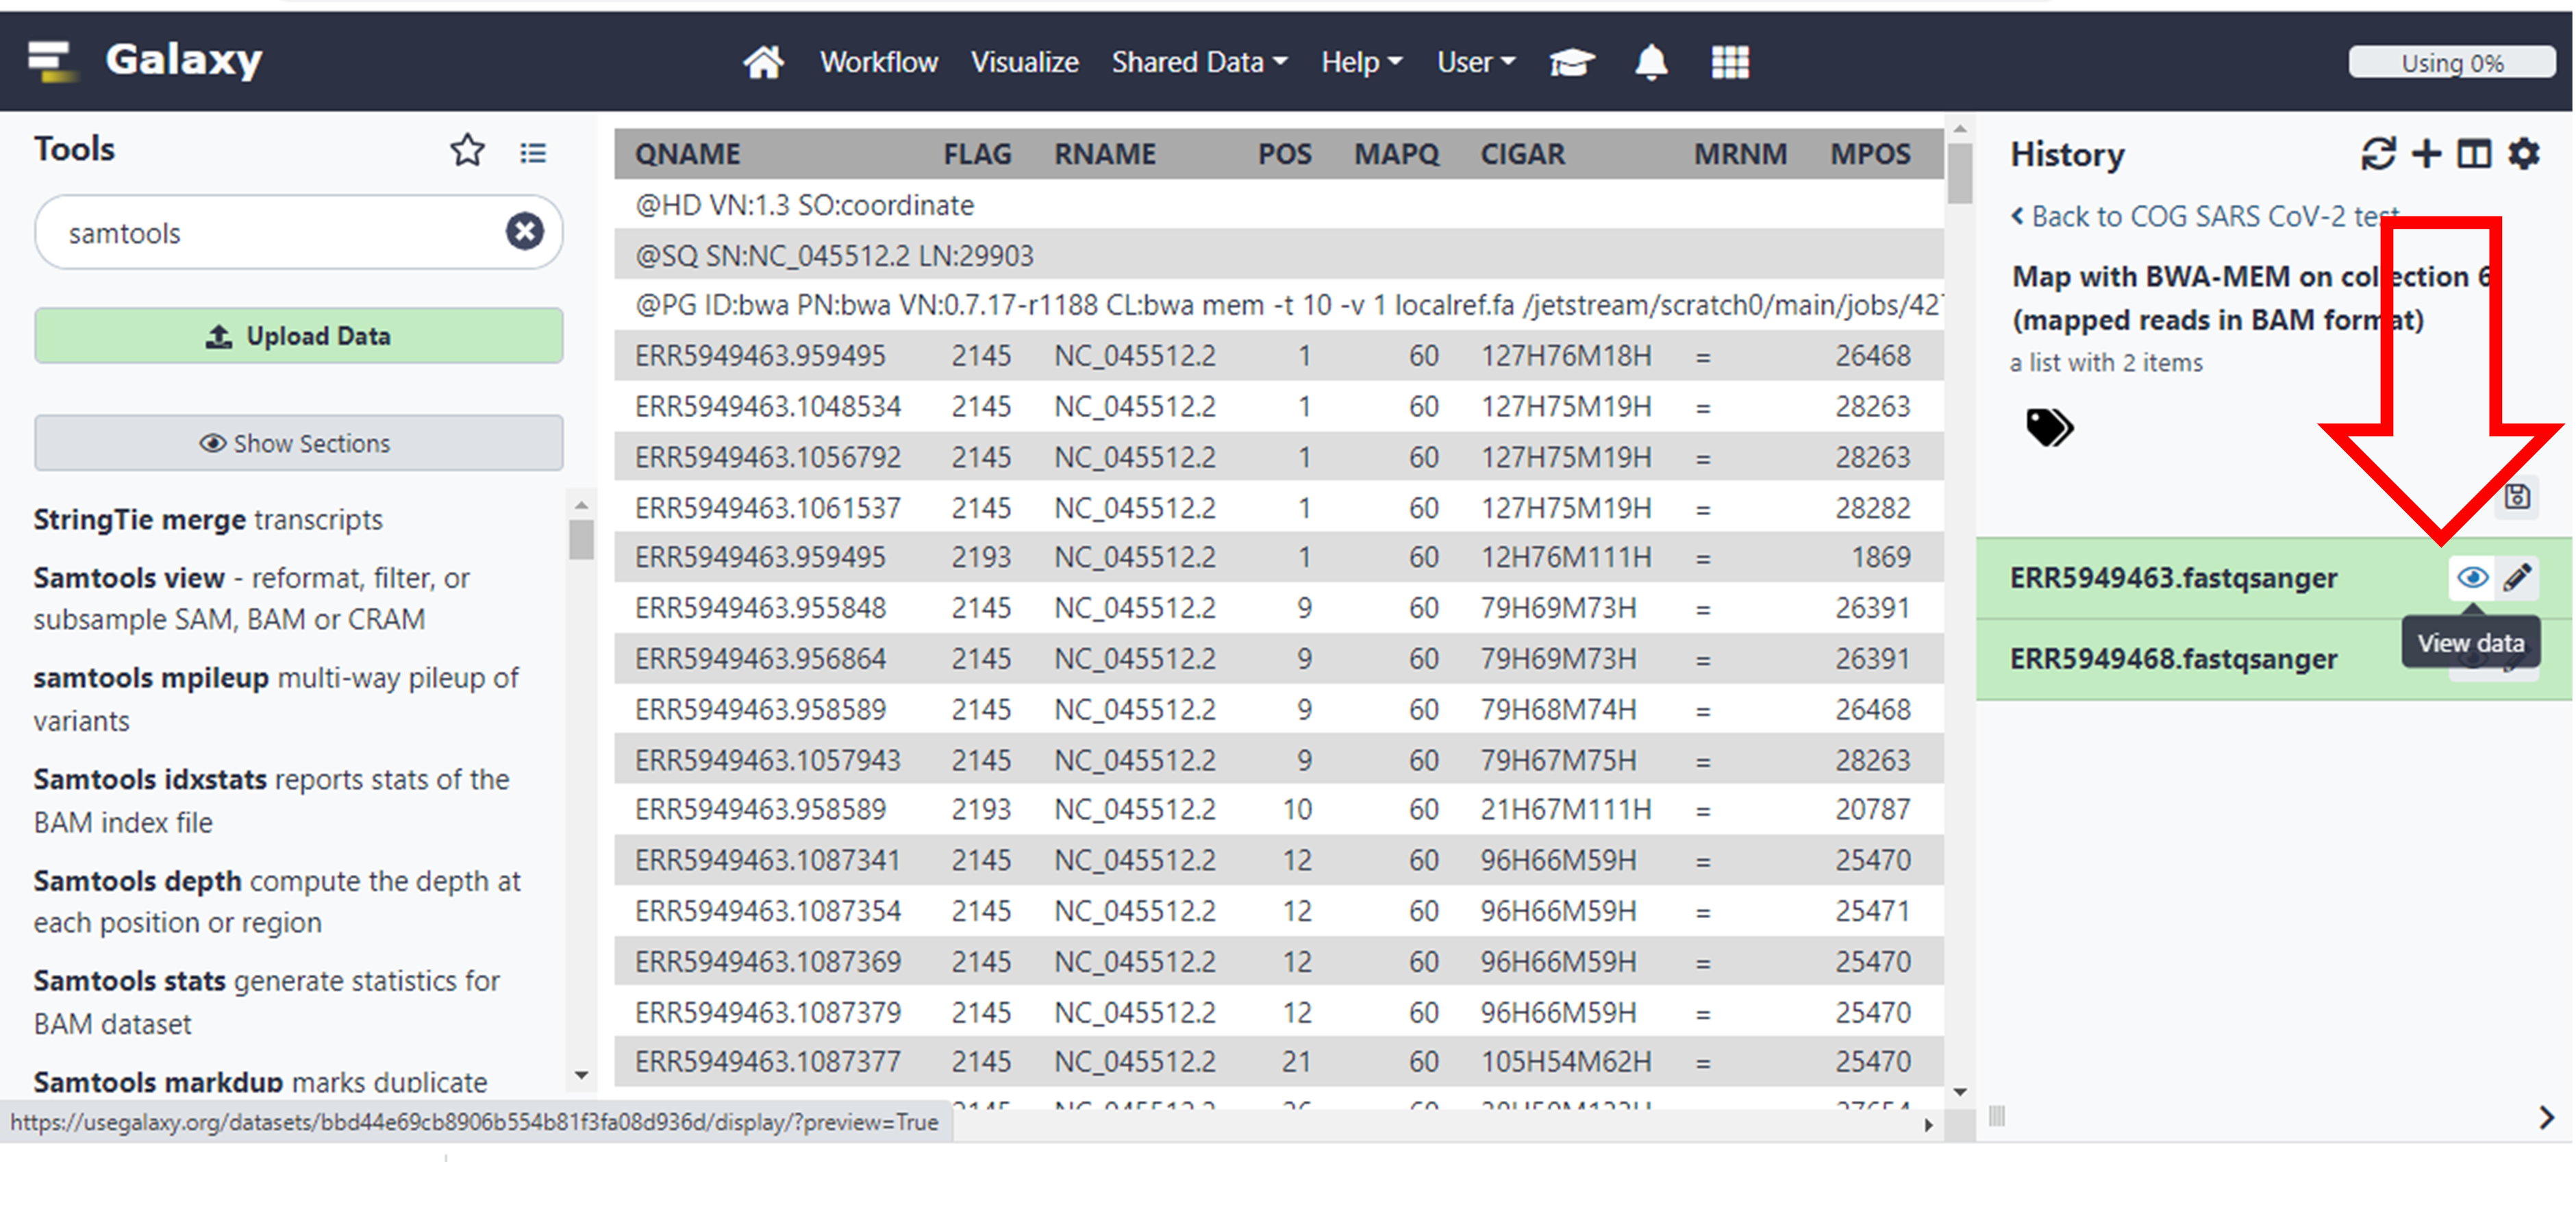 Galaxy
Workflow Visualize Shared Data Help User
Using 0%
Tools
samtools
Upload Data
Show Sections
StringTie merge transcripts
Samtools view - reformat, filter, or
subsample SAM, BAM or CRAM
samtools mpileup multi-way pileup of
variants
Samtools idxstats reports stats of the
BAM index file
Samtools depth compute the depth at
each position or region
Samtools stats generate statistics for
BAM dataset
Samtools markdup marks duplicate
https://usegalaxy.org/datasets/bbd44e69cb8906b554b81f3fa08d936d/display/?preview=True
QNAME FLAG RNAME POS MAPQ CIGAR MRNM MPOS
@HD VN:1.3 SO:coordinate
@SQ SN:NC_045512.2 LN:29903
@PG ID:bwa PN:bwa VN:0.7.17-r1188 CL:bwa mem -t 10 -v 1 localref.fa /jetstream/scratch0/main/jobs/42
ERR5949463.959495 2145 NC_045512.2 1 60 127H76M18H = 26468
ERR5949463.1048534 2145 NC_045512.2 1 60 127H75M19H = 28263
ERR5949463.1056792 2145 NC_045512.2 1 60 127H75M19H = 28263
ERR5949463.1061537 2145 NC_045512.2 1 60 127H75M19H = 28282
ERR5949463.959495 2193 NC_045512.2 1 60 12H76M111H = 1869
ERR5949463.955848 2145 NC_045512.2 9 60 79H69M73H = 26391
ERR5949463.956864 2145 NC_045512.2 9 60 79H69M73H = 26391
ERR5949463.958589 2145 NC_045512.2 9 60 79H68M74H = 26468
ERR5949463.1057943 2145 NC_045512.2 9 60 79H67M75H = 28263
ERR5949463.958589 2193 NC_045512.2 10 60 21H67M111H = 20787
ERR5949463.1087341 2145 NC_045512.2 12 60 96H66M59H = 25470
ERR5949463.1087354 2145 NC_045512.2 12 60 96H66M59H = 25471
ERR5949463.1087369 2145 NC_045512.2 12 60 96H66M59H = 25470
ERR5949463.1087379 2145 NC_045512.2 12 60 96H66M59H = 25470
ERR5949463.1087377 2145 NC_045512.2 21 60 105H54M62H = 25470
History
Back to COG SARS CoV-2 test
Map with BWA-MEM on collection 6
(mapped reads in BAM format)
a list with 2 items
ERR5949463.fastqsanger
View data
ERR5949468.fastqsanger